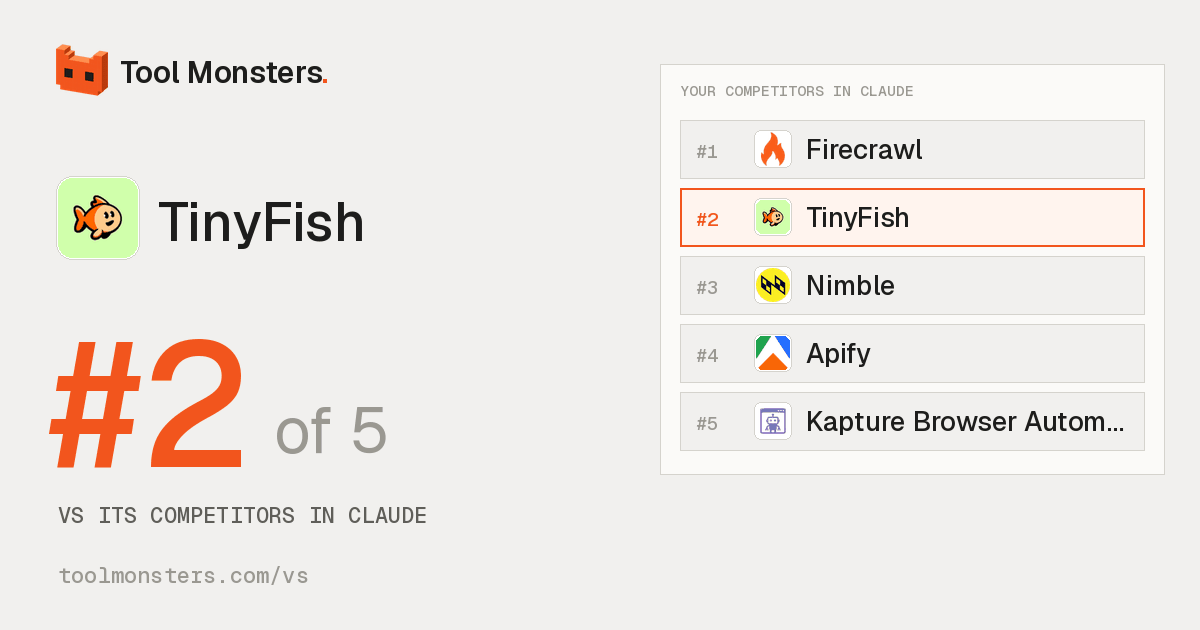 Tool Monsters.
TinyFish
#2 of 5
VS ITS COMPETITORS IN CLAUDE
toolmonsters.com/vs
YOUR COMPETITORS IN CLAUDE
#1 Firecrawl
#2 TinyFish
#3 Nimble
#4 Apify
#5 Kapture Browser Autom...